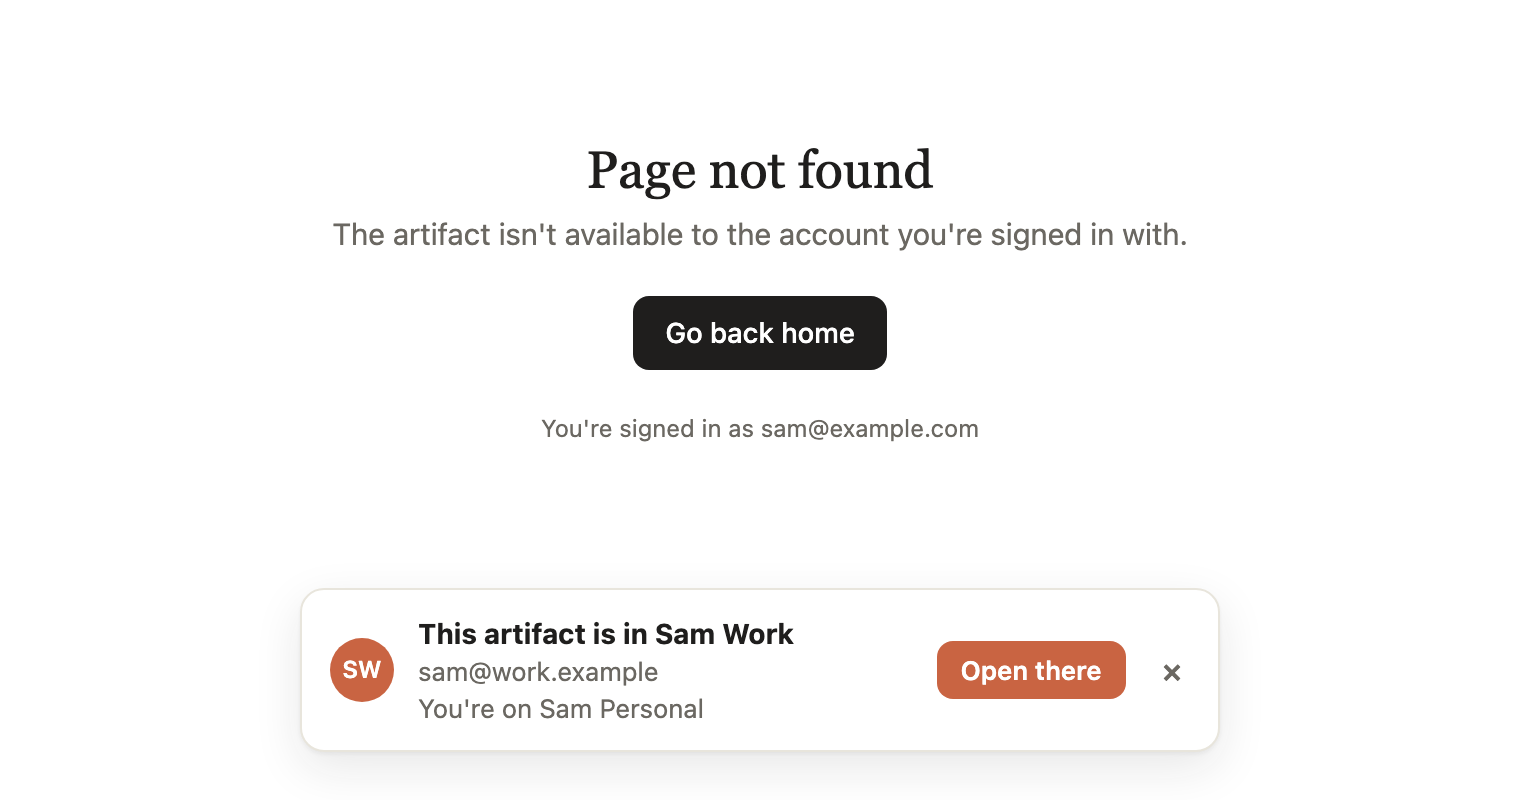 Page not found
The artifact isn't available to the account you're signed in with.
Go back home
You're signed in as sam@example.com
SW
This artifact is in Sam Work
sam@work.example
You're on Sam Personal
Open there
×